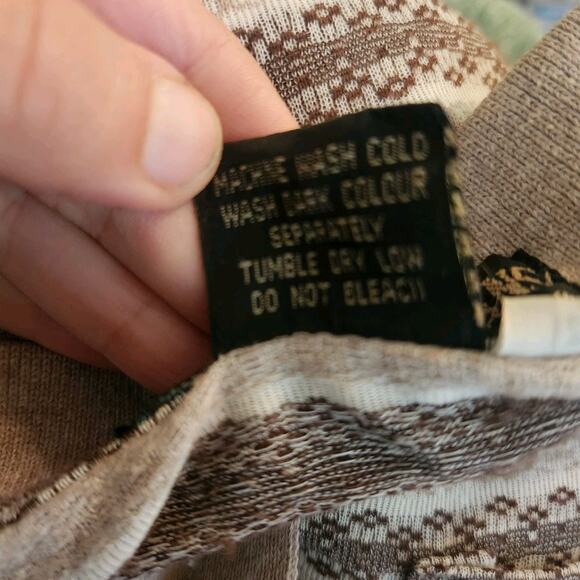 MACHINE WASH COLD
WASH DARK COLOUR
SEPARATELY
TUMBLE DRY LOW
DO NOT BLEACH